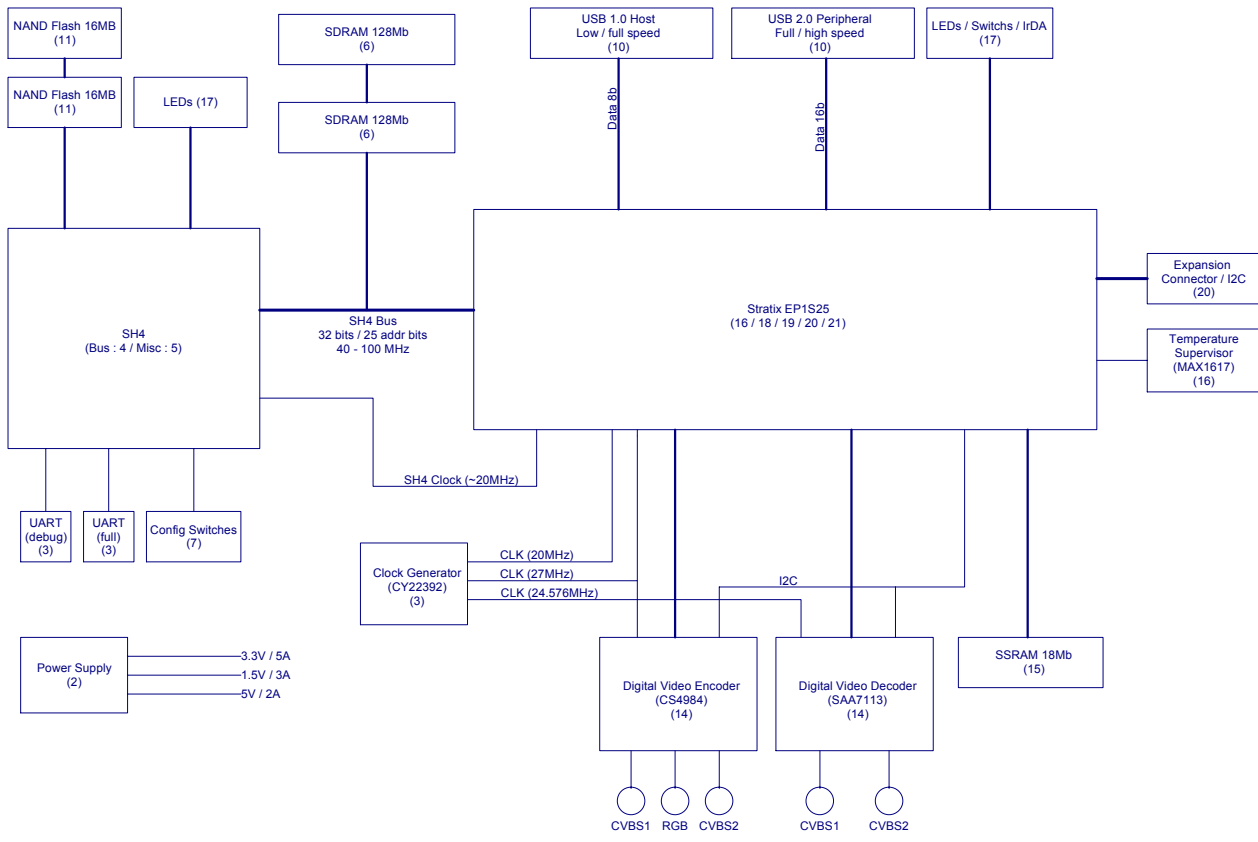 NAND Flash 16MB
(11)
NAND Flash 16MB
(11)
LEDs (17)
SDRAM 128Mb
(6)
SDRAM 128Mb
(6)
USB 1.0 Host
Low / full speed
(10)
USB 2.0 Peripheral
Full / high speed
(10)
LEDs / Switchs / IrDA
(17)
Data 8b
Data 16b
SH4
(Bus : 4 / Misc : 5)
SH4 Bus
32 bits / 25 addr bits
40 - 100 MHz
Stratix EP1S25
(16 / 18 / 19 / 20 / 21)
Expansion
Connector / I2C
(20)
Temperature
Supervisor
(MAX1617)
(16)
SH4 Clock (~20MHz)
UART
(debug)
(3)
UART
(full)
(3)
Config Switches
(7)
Clock Generator
(CY22392)
(3)
CLK (20MHz)
CLK (27MHz)
CLK (24.576MHz)
I2C
Power Supply
(2)
3.3V / 5A
1.5V / 3A
5V / 2A
Digital Video Encoder
(CS4984)
(14)
Digital Video Decoder
(SAA7113)
(14)
SSRAM 18Mb
(15)
CVBS1
RGB
CVBS2
CVBS1
CVBS2